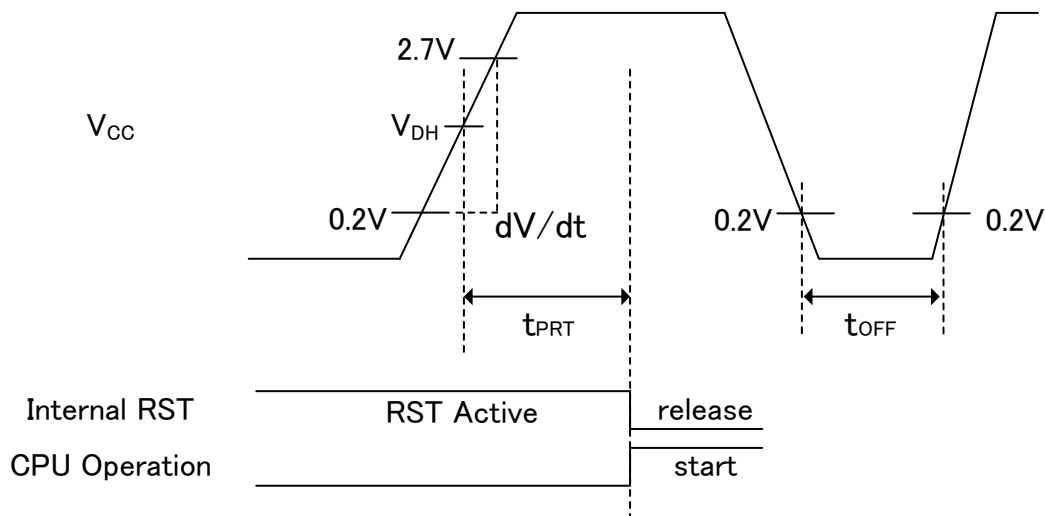 2.7V
VCC
VDH
0.2V
dV/dt
0.2V
0.2V
tPRT
tOFF
Internal RST
RST Active
release
CPU Operation
start